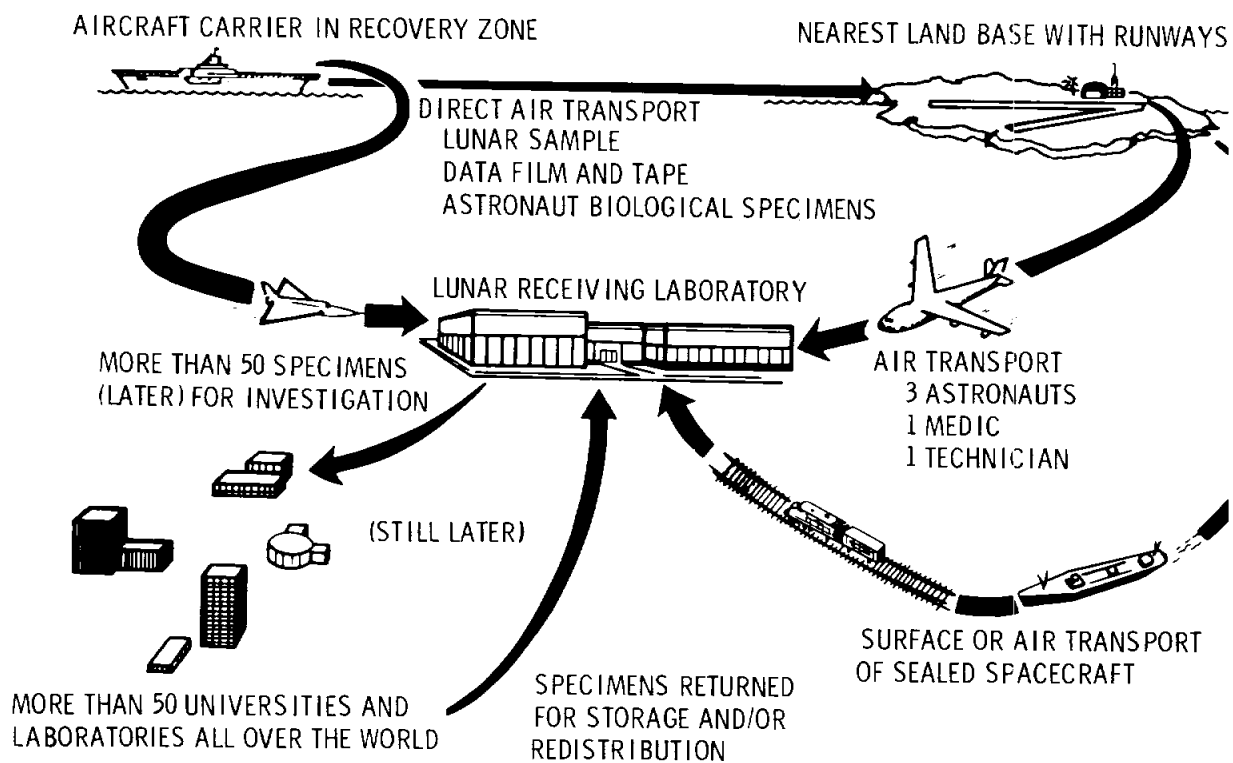 AIRCRAFT CARRIER IN RECOVERY ZONE
NEAREST LAND BASE WITH RUNWAYS
DIRECT AIR TRANSPORT
LUNAR SAMPLE
DATA FILM AND TAPE
ASTRONAUT BIOLOGICAL SPECIMENS
LUNAR RECEIVING LABORATORY
MORE THAN 50 SPECIMENS
(LATER) FOR INVESTIGATION
AIR TRANSPORT
3 ASTRONAUTS
1 MEDIC
1 TECHNICIAN
(STILL LATER)
SURFACE OR AIR TRANSPORT
OF SEALED SPACECRAFT
MORE THAN 50 UNIVERSITIES AND
LABORATORIES ALL OVER THE WORLD
SPECIMENS RETURNED
FOR STORAGE AND/OR
REDISTRIBUTION